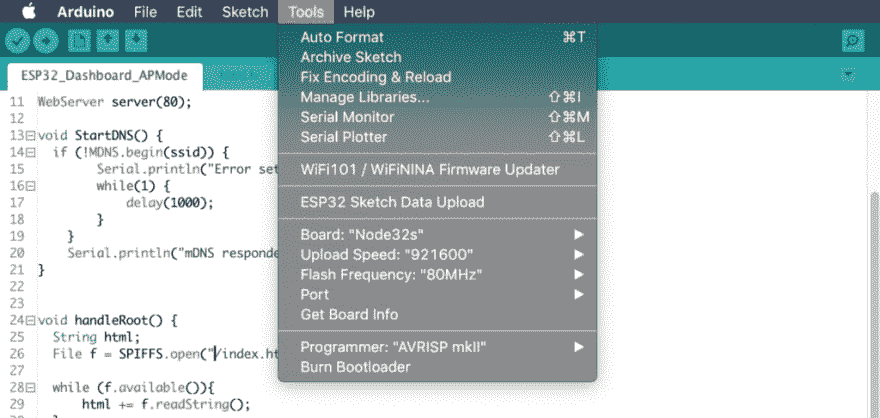 Arduino File Edit Sketch Tools Help
Auto Format ⌘T
Archive Sketch
Fix Encoding & Reload
Manage Libraries... ⇧⌘I
Serial Monitor ⇧⌘M
Serial Plotter ⇧⌘L
WiFi101 / WiFiNINA Firmware Updater
ESP32 Sketch Data Upload
Board: "Node32s"
Upload Speed: "921600"
Flash Frequency: "80MHz"
Port
Get Board Info
Programmer: "AVRISP mkII"
Burn Bootloader
ESP32_Dashboard_APMode
11 WebServer server(80);
12
13 void StartDNS() {
14 if (!MDNS.begin(ssid)) {
15 Serial.println("Error set
16 while(1) {
17 delay(1000);
18 }
19 }
20 Serial.println("mDNS responde
21 }
22
23
24 void handleRoot() {
25 String html;
26 File f = SPIFFS.open("/index.ht
27
28 while (f.available()){
29 html += f.readString();